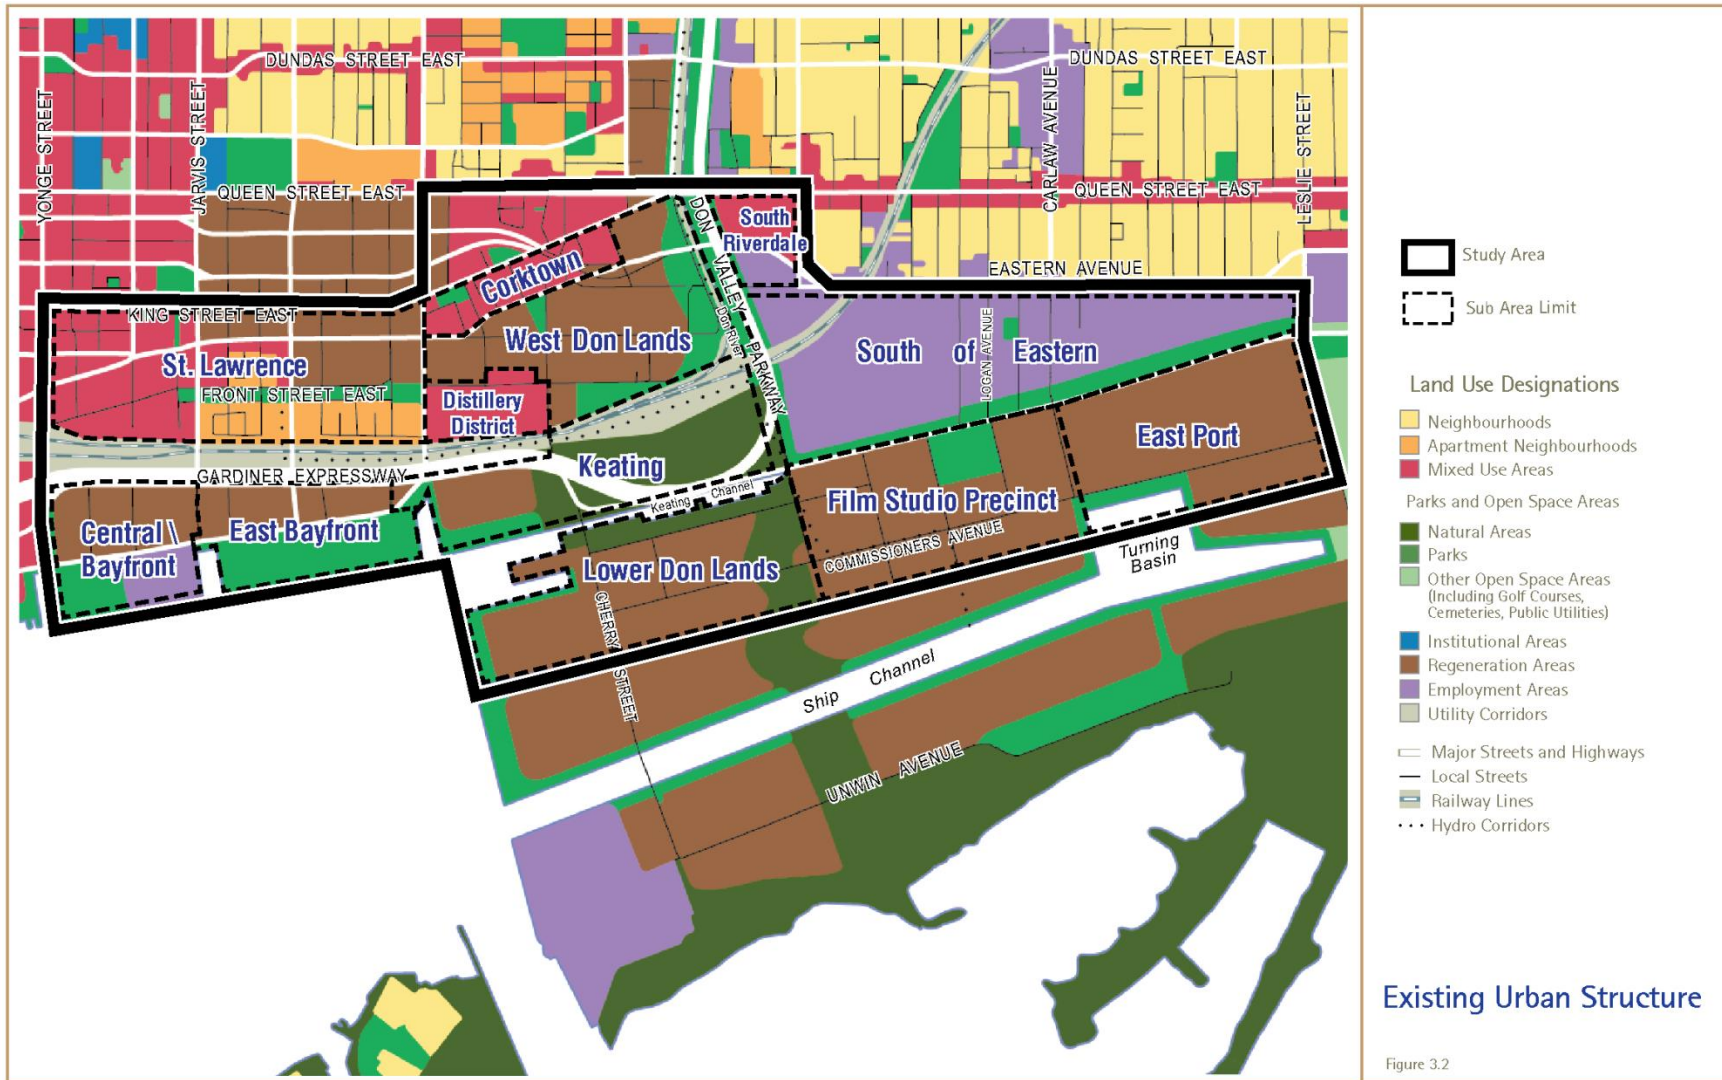 DUNDAS STREET EAST
DUNDAS STREET EAST
YONGE STREET
JARVIS STREET
CARLAW AVENUE
LESLIE STREET
QUEEN STREET EAST
QUEEN STREET EAST
DON VALLEY PARKWAY
South
Riverdale
EASTERN AVENUE
Corktown
KING STREET EAST
Don River
West Don Lands
LOGAN AVENUE
St. Lawrence
South of Eastern
FRONT STREET EAST
Distillery
District
East Port
Keating
GARDINER EXPRESSWAY
Keating Channel
Film Studio Precinct
Central \
Bayfront
East Bayfront
COMMISSIONERS AVENUE
Turning
Basin
Lower Don Lands
CHERRY STREET
Ship Channel
UNWIN AVENUE
Study Area
Sub Area Limit
Land Use Designations
Neighbourhoods
Apartment Neighbourhoods
Mixed Use Areas
Parks and Open Space Areas
Natural Areas
Parks
Other Open Space Areas
(Including Golf Courses,
Cemeteries, Public Utilities)
Institutional Areas
Regeneration Areas
Employment Areas
Utility Corridors
Major Streets and Highways
Local Streets
Railway Lines
Hydro Corridors
Existing Urban Structure
Figure 3.2